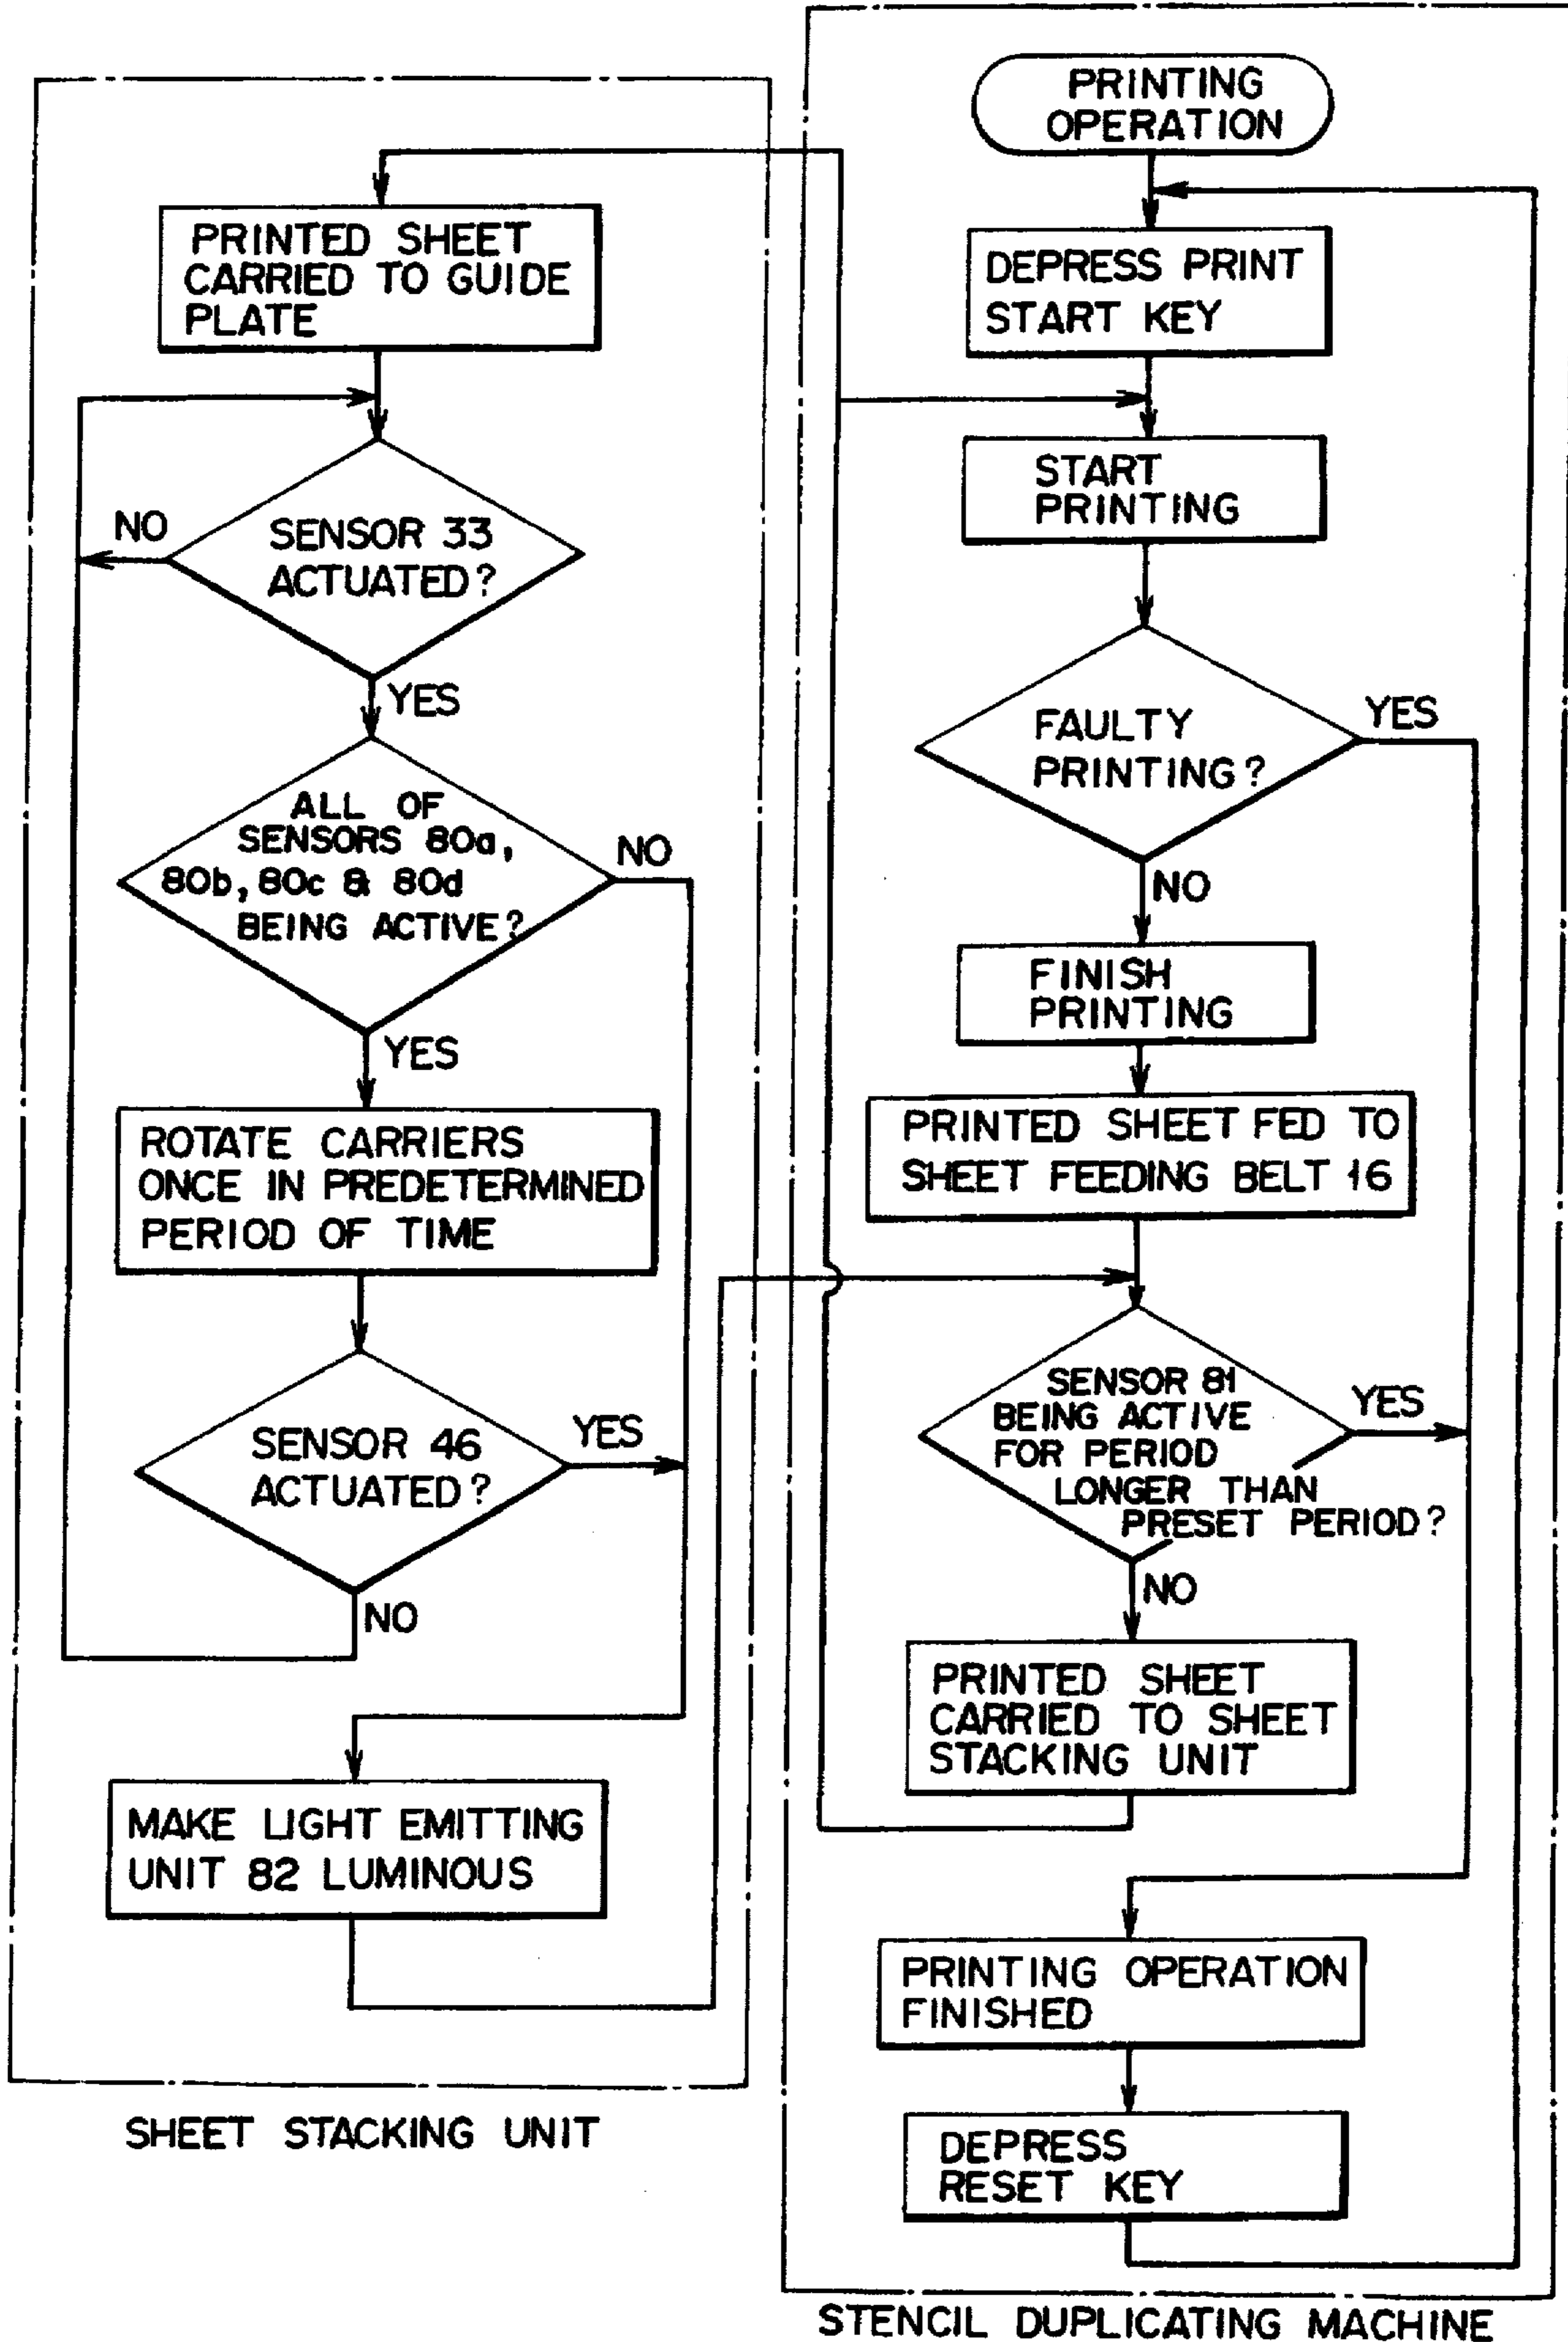 PRINTED SHEET
CARRIED TO GUIDE
PLATE
NO
SENSOR 33
ACTUATED?
YES
ALL OF
SENSORS 80a,
80b, 80c & 80d
BEING ACTIVE?
NO
YES
ROTATE CARRIERS
ONCE IN PREDETERMINED
PERIOD OF TIME
SENSOR 46
ACTUATED?
YES
NO
MAKE LIGHT EMITTING
UNIT 82 LUMINOUS
SHEET STACKING UNIT
PRINTING
OPERATION
DEPRESS PRINT
START KEY
START
PRINTING
FAULTY
PRINTING?
YES
NO
FINISH
PRINTING
PRINTED SHEET FED TO
SHEET FEEDING BELT 16
SENSOR 81
BEING ACTIVE
FOR PERIOD
LONGER THAN
PRESET PERIOD?
YES
NO
PRINTED SHEET
CARRIED TO SHEET
STACKING UNIT
PRINTING OPERATION
FINISHED
DEPRESS
RESET KEY
STENCIL DUPLICATING MACHINE